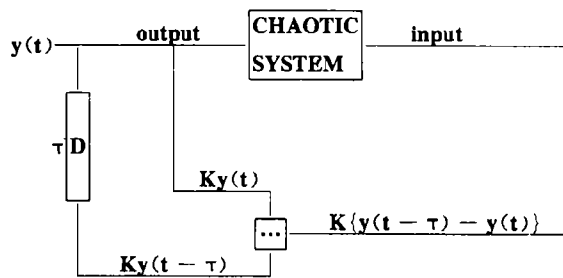 CHAOTIC
SYSTEM
y(t)
output
input
τ D
Ky(t)
...
K{y(t − τ) − y(t)}
Ky(t − τ)